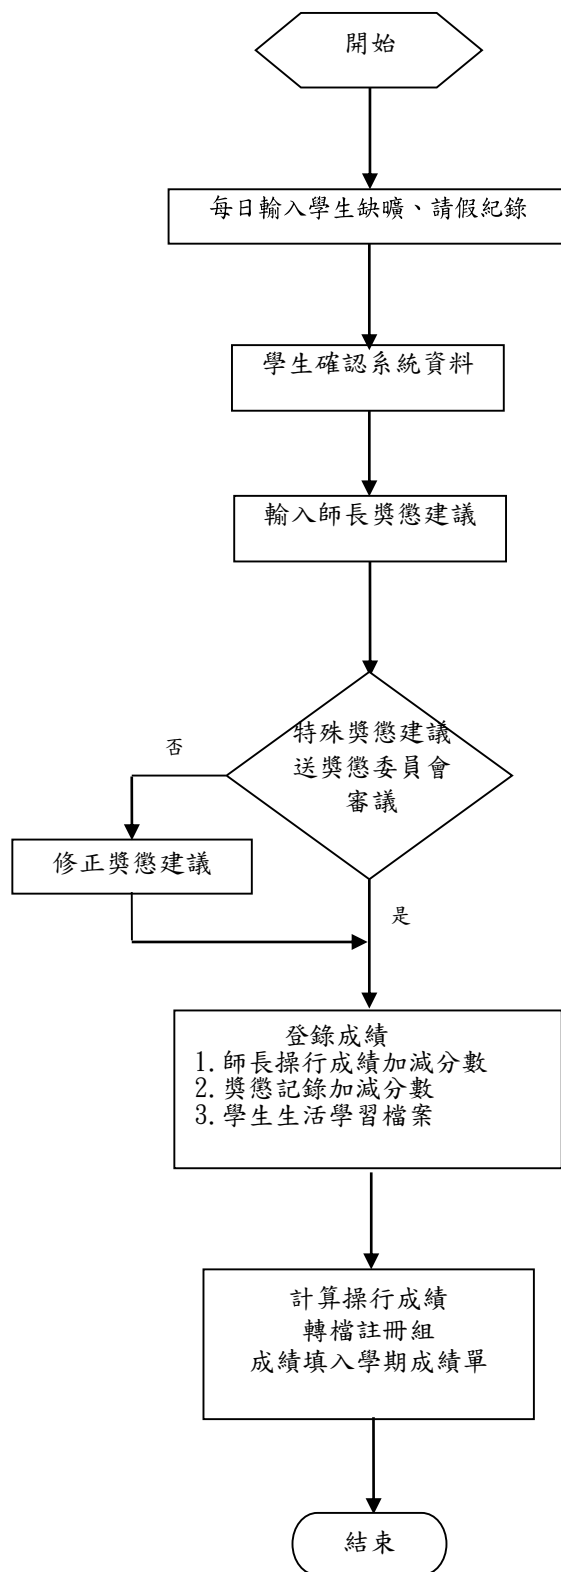 開始
每日輸入學生缺曠、請假紀錄
學生確認系統資料
輸入師長獎懲建議
特殊獎懲建議
送獎懲委員會
審議
否
修正獎懲建議
是
登錄成績
1.師長操行成績加減分數
2.獎懲記錄加減分數
3.學生生活學習檔案
計算操行成績
轉檔註冊組
成績填入學期成績單
結束